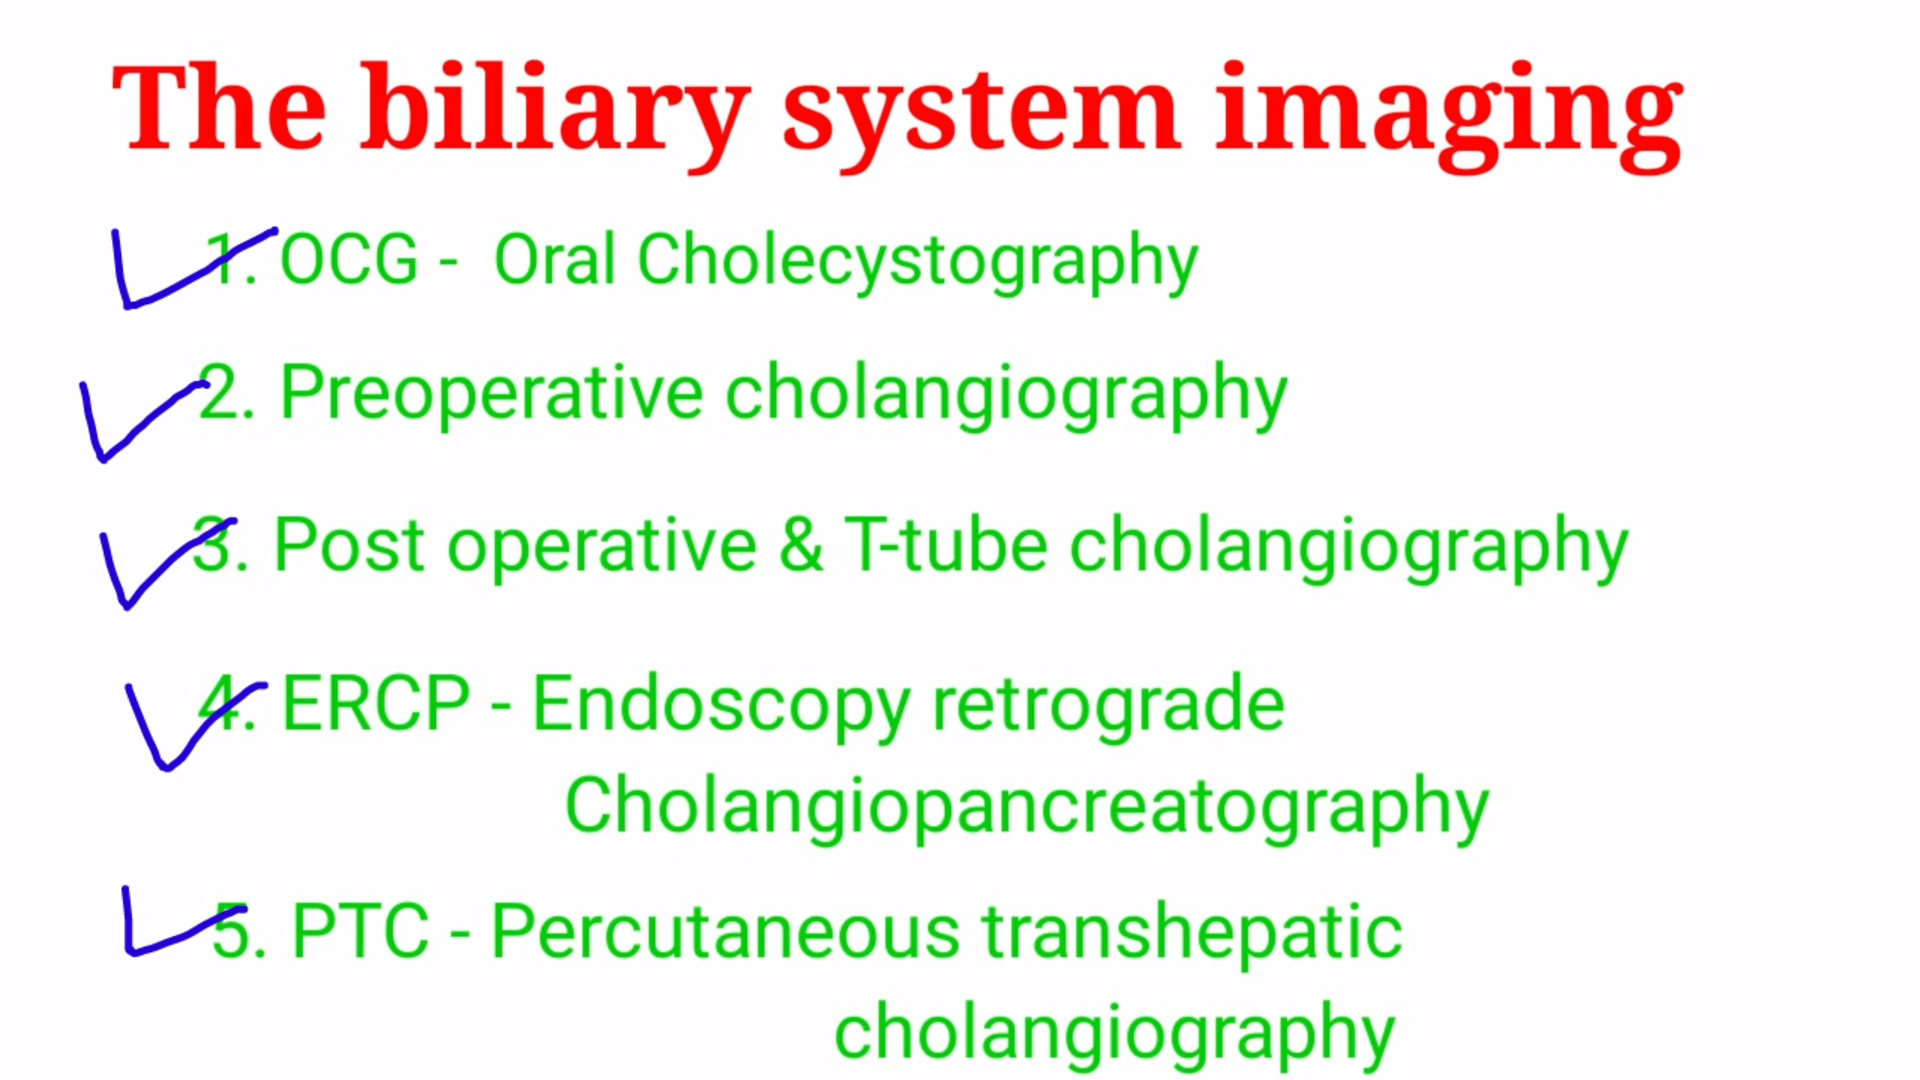 The biliary system imaging
1. OCG - Oral Cholecystography
2. Preoperative cholangiography
3. Post operative & T-tube cholangiography
4. ERCP - Endoscopy retrograde
Cholangiopancreatography
5. PTC - Percutaneous transhepatic
cholangiography